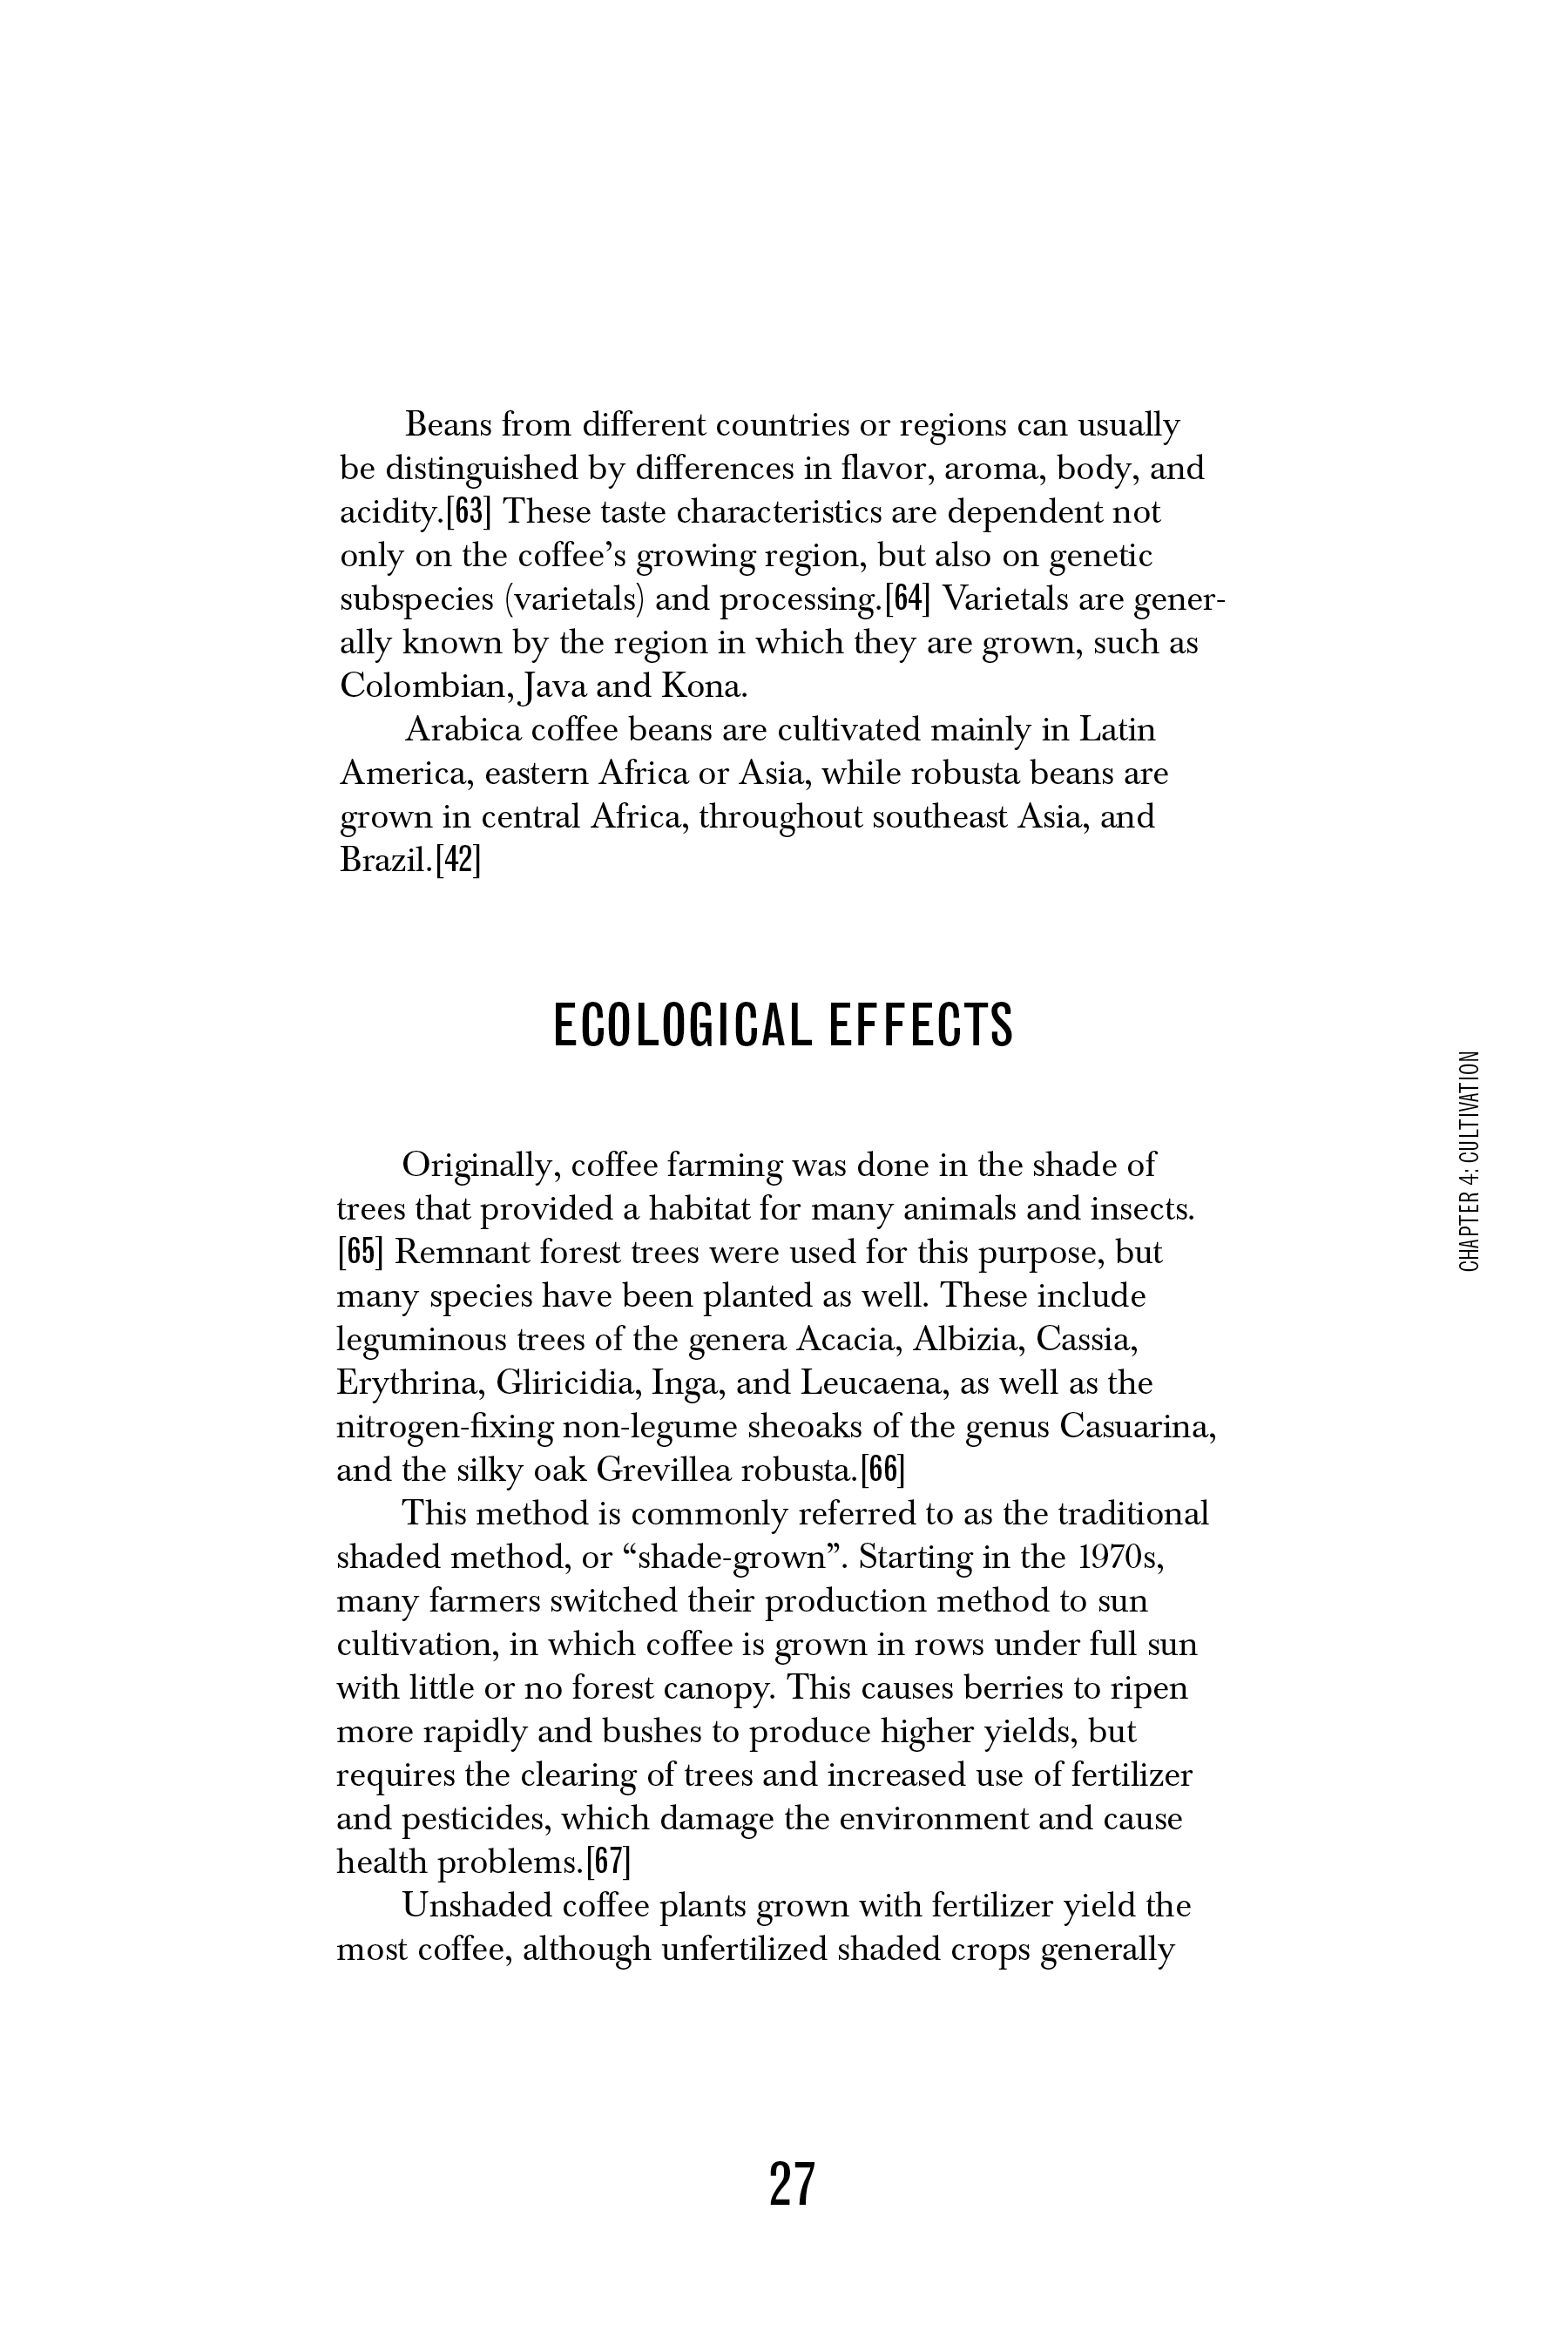 Beans from different countries or regions can usually
be distinguished by differences in flavor, aroma, body, and
acidity.[63] These taste characteristics are dependent not
only on the coffee’s growing region, but also on genetic
subspecies (varietals) and processing.[64] Varietals are gener-
ally known by the region in which they are grown, such as
Colombian, Java and Kona.
Arabica coffee beans are cultivated mainly in Latin
America, eastern Africa or Asia, while robusta beans are
grown in central Africa, throughout southeast Asia, and
Brazil.[42]
ECOLOGICAL EFFECTS
Originally, coffee farming was done in the shade of
trees that provided a habitat for many animals and insects.
[65] Remnant forest trees were used for this purpose, but
many species have been planted as well. These include
leguminous trees of the genera Acacia, Albizia, Cassia,
Erythrina, Gliricidia, Inga, and Leucaena, as well as the
nitrogen-fixing non-legume sheoaks of the genus Casuarina,
and the silky oak Grevillea robusta.[66]
This method is commonly referred to as the traditional
shaded method, or “shade-grown”. Starting in the 1970s,
many farmers switched their production method to sun
cultivation, in which coffee is grown in rows under full sun
with little or no forest canopy. This causes berries to ripen
more rapidly and bushes to produce higher yields, but
requires the clearing of trees and increased use of fertilizer
and pesticides, which damage the environment and cause
health problems.[67]
Unshaded coffee plants grown with fertilizer yield the
most coffee, although unfertilized shaded crops generally
CHAPTER 4: CULTIVATION
27